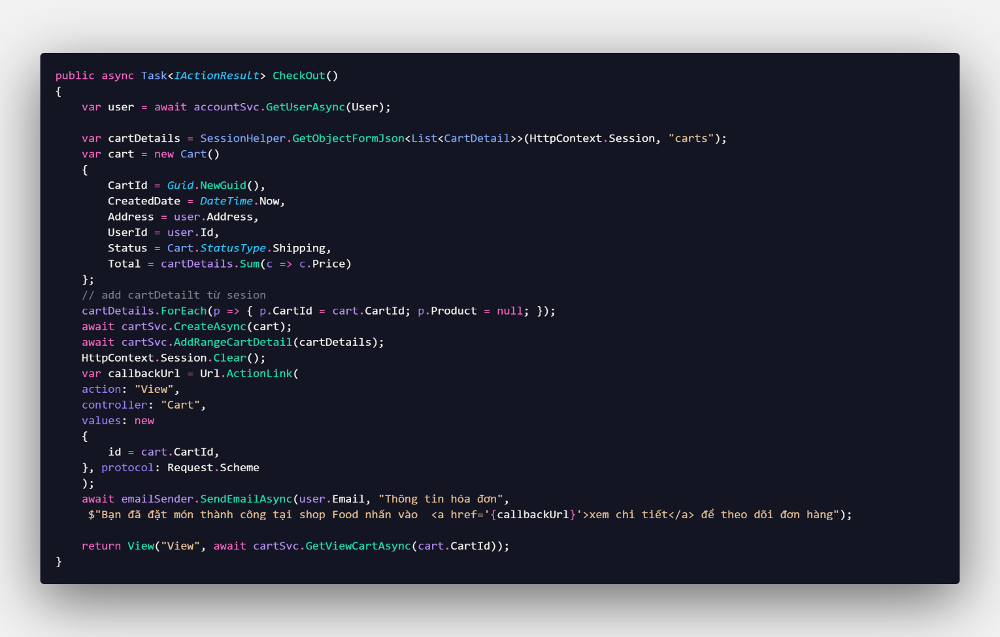 public async Task<IActionResult> CheckOut()
{
    var user = await accountSvc.GetUserAsync(User);

    var cartDetails = SessionHelper.GetObjectFormJson<List<CartDetail>>(HttpContext.Session, "carts");
    var cart = new Cart()
    {
        CartId = Guid.NewGuid(),
        CreatedDate = DateTime.Now,
        Address = user.Address,
        UserId = user.Id,
        Status = Cart.StatusType.Shipping,
        Total = cartDetails.Sum(c => c.Price)
    };
    // add cartDetailt từ sesion
    cartDetails.ForEach(p => { p.CartId = cart.CartId; p.Product = null; });
    await cartSvc.CreateAsync(cart);
    await cartSvc.AddRangeCartDetail(cartDetails);
    HttpContext.Session.Clear();
    var callbackUrl = Url.ActionLink(
    action: "View",
    controller: "Cart",
    values: new
    {
        id = cart.CartId,
    }, protocol: Request.Scheme
    );
    await emailSender.SendEmailAsync(user.Email, "Thông tin hóa đơn",
     $"Bạn đã đặt món thành công tại shop Food nhấn vào  <a href='{callbackUrl}'>xem chi tiết</a> để theo dõi đơn hàng");

    return View("View", await cartSvc.GetViewCartAsync(cart.CartId));
}